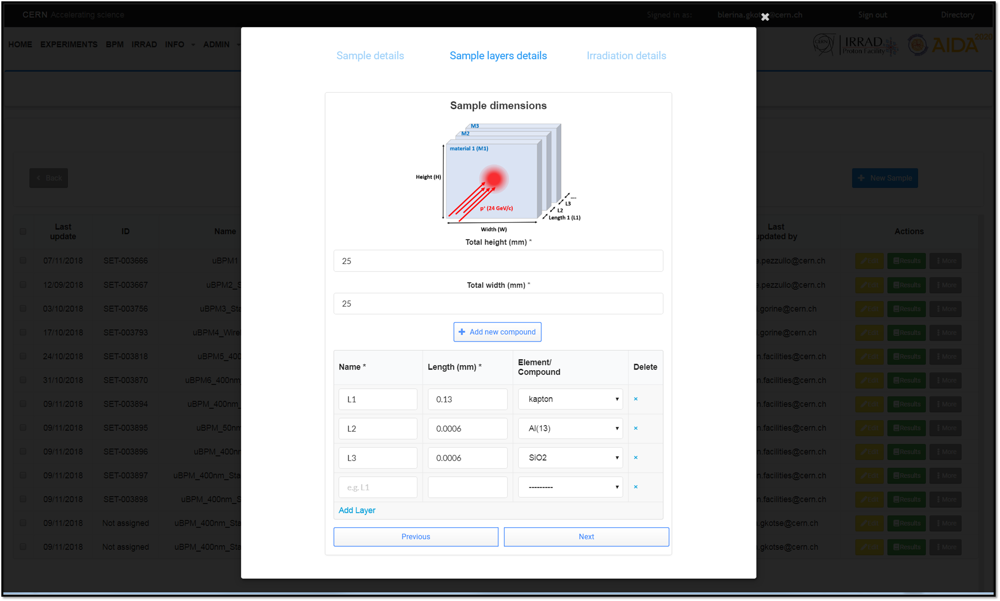 CERN Accelerating science
Signed in as:
Sign out
Directory
HOME EXPERIMENTS BPM IRRAD INFO ADMIN
CERN IRRAD Proton Facility
AIDA2020
Sample details
Sample layers details
Irradiation details
Back
New Sample
Sample dimensions
M3
M2
material 1 (M1)
Height (H)
p+ (24 GeV/c)
....
L3
L2
Length 1 (L1)
Width (W)
Total height (mm) *
25
Total width (mm) *
25
Add new compound
Name * Length (mm) * Element/ Compound Delete
L1 0.13 kapton ×
L2 0.0006 Al(13) ×
L3 0.0006 SiO2 ×
e.g. L1 --------- ×
Add Layer
Previous
Next
Last update ID Name Last updated by Actions
07/11/2018 SET-003666 uBPM1 .pezzullo@cern.ch Edit Results More
12/09/2018 SET-003667 uBPM2_S .pezzullo@cern.ch Edit Results More
03/10/2018 SET-003756 uBPM3_Sta .gorine@cern.ch Edit Results More
17/10/2018 SET-003793 uBPM4_Wire .gorine@cern.ch Edit Results More
24/10/2018 SET-003818 uBPM5_400 n.facilities@cern.ch Edit Results More
31/10/2018 SET-003870 uBPM6_400nm n.facilities@cern.ch Edit Results More
09/11/2018 SET-003894 uBPM_400nm_ n.facilities@cern.ch Edit Results More
09/11/2018 SET-003895 uBPM_50nm n.facilities@cern.ch Edit Results More
09/11/2018 SET-003896 uBPM_400nm n.facilities@cern.ch Edit Results More
09/11/2018 SET-003897 uBPM_400nm_Sta n.facilities@cern.ch Edit Results More
09/11/2018 SET-003898 uBPM_400nm_S n.facilities@cern.ch Edit Results More
09/11/2018 Not assigned uBPM_400nm_Sta .gkotse@cern.ch Edit Results More
09/11/2018 Not assigned uBPM_400nm_Sta .gkotse@cern.ch Edit Results More